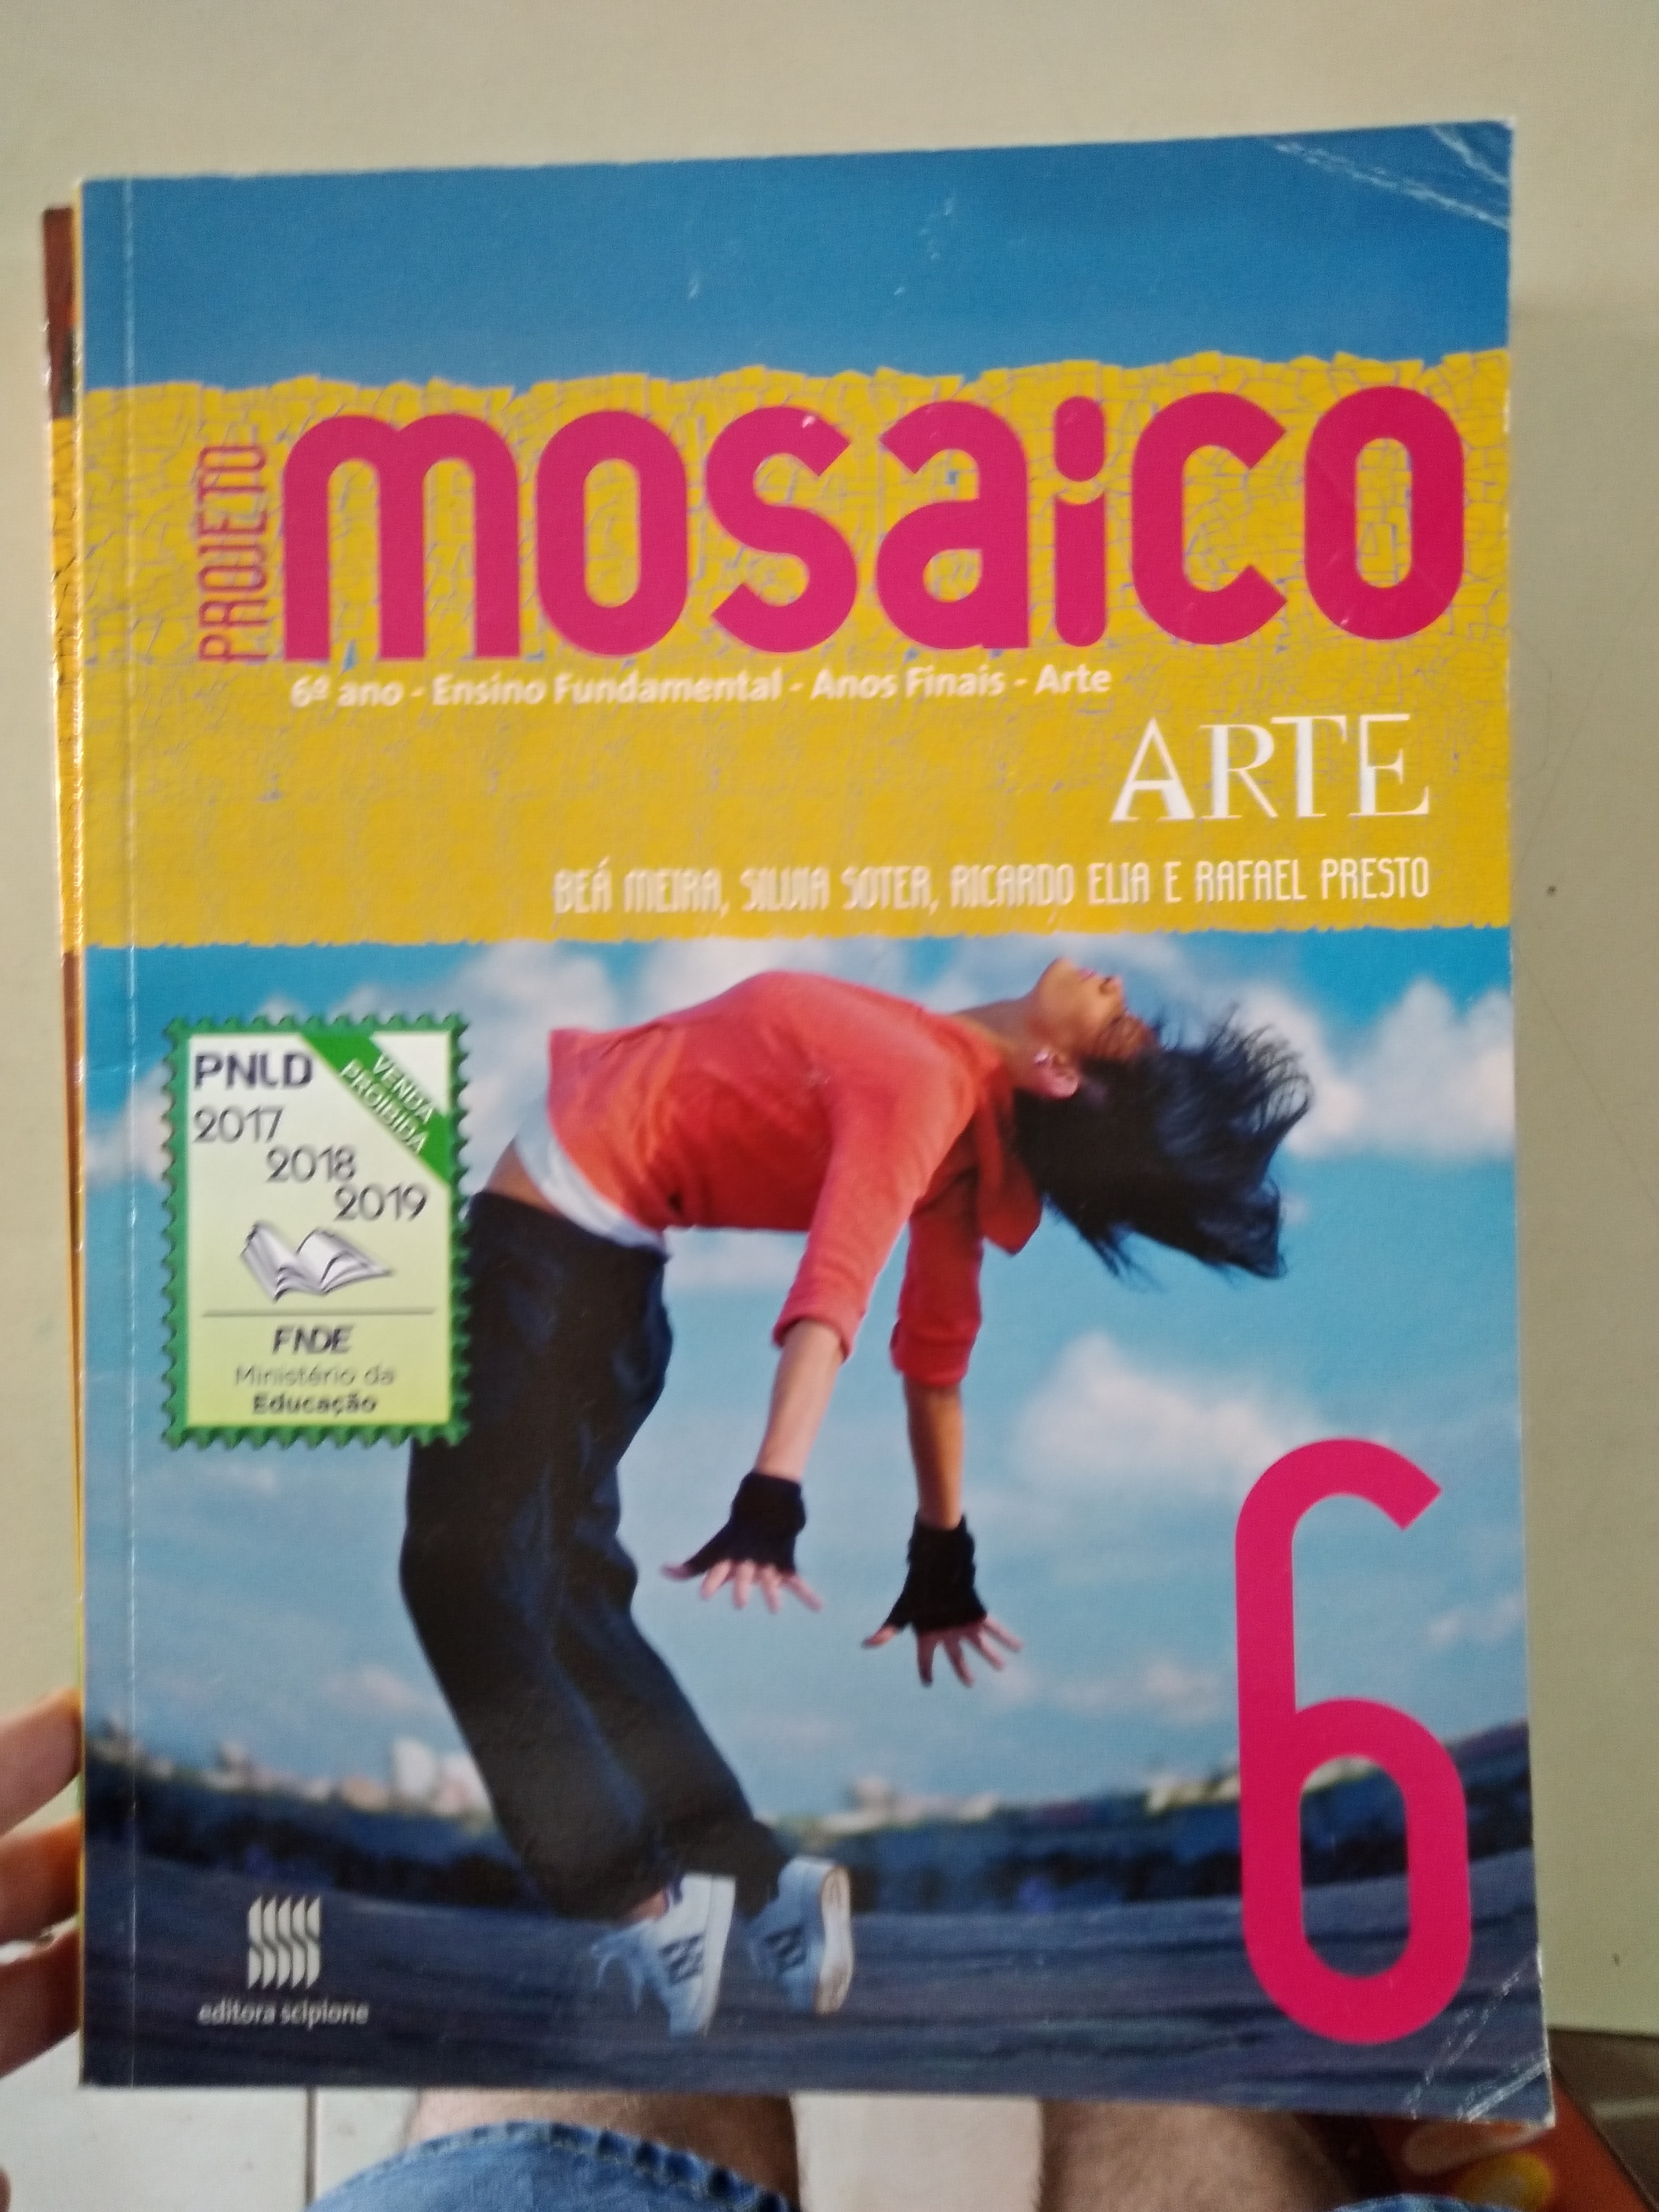 PROJETO
mosaico
6º ano - Ensino Fundamental - Anos Finais - Arte
ARTE
BEÁ MEIRA, SILVIA SOTER, RICARDO ELIA E RAFAEL PRESTO
PNLD
VENDA
PROIBIDA
2017
2018
2019
FNDE
Ministério da
Educação
6
editora scipione